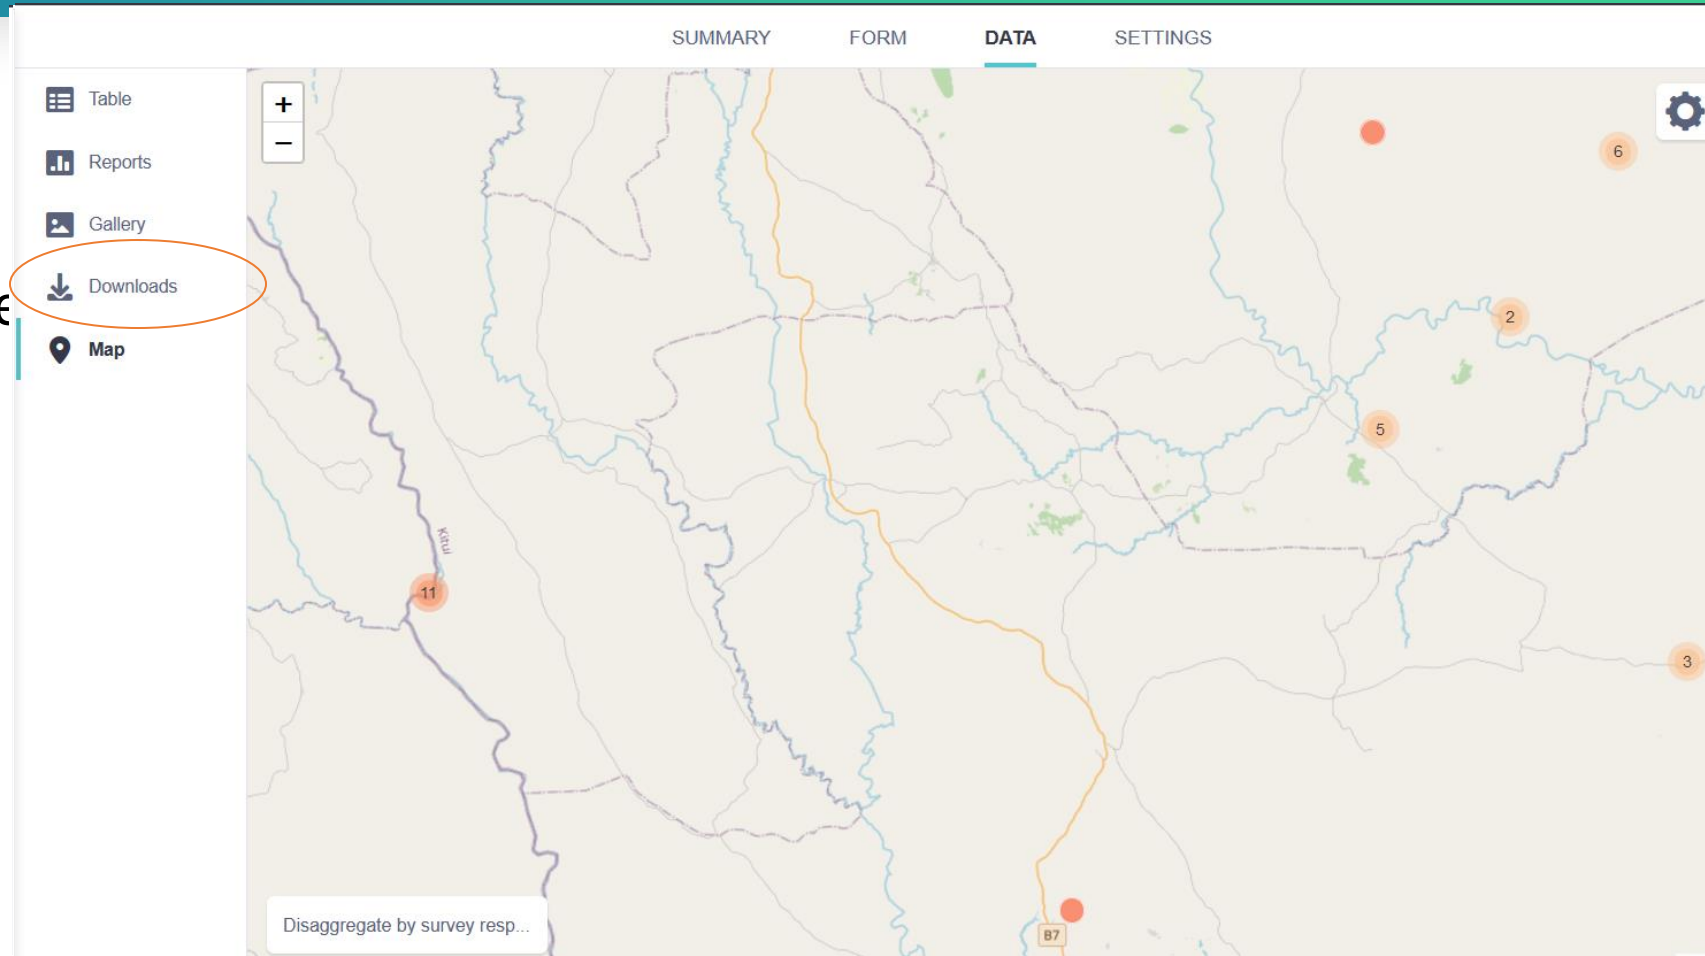 SUMMARY FORM DATA SETTINGS
Table
Reports
Gallery
Downloads
Map
+
−
6
2
5
Kitui
11
3
Disaggregate by survey resp...
B7